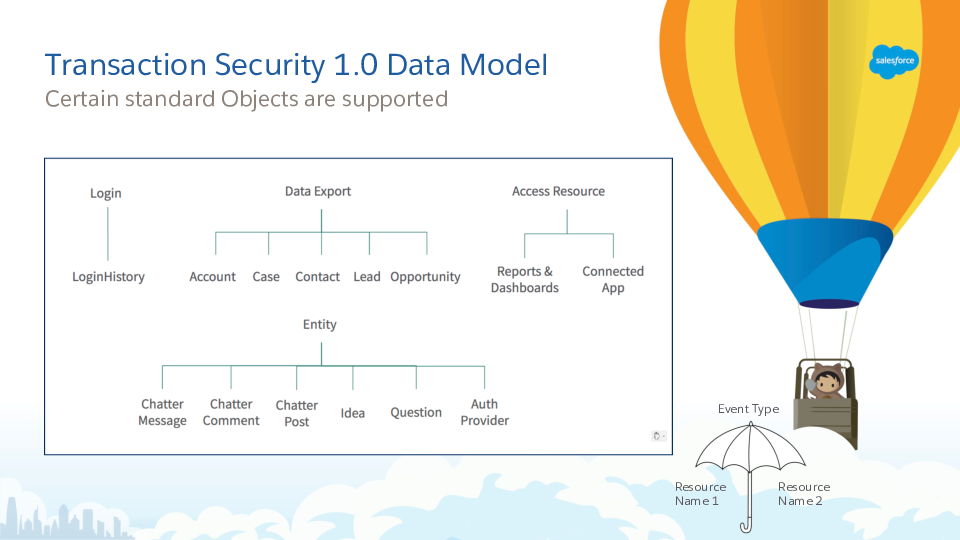 Transaction Security 1.0 Data Model
Certain standard Objects are supported
salesforce
Login
Data Export
Access Resource
LoginHistory
Account
Case
Contact
Lead
Opportunity
Reports &
Dashboards
Connected
App
Entity
Chatter
Message
Chatter
Comment
Chatter
Post
Idea
Question
Auth
Provider
Event Type
Resource
Name 1
Resource
Name 2